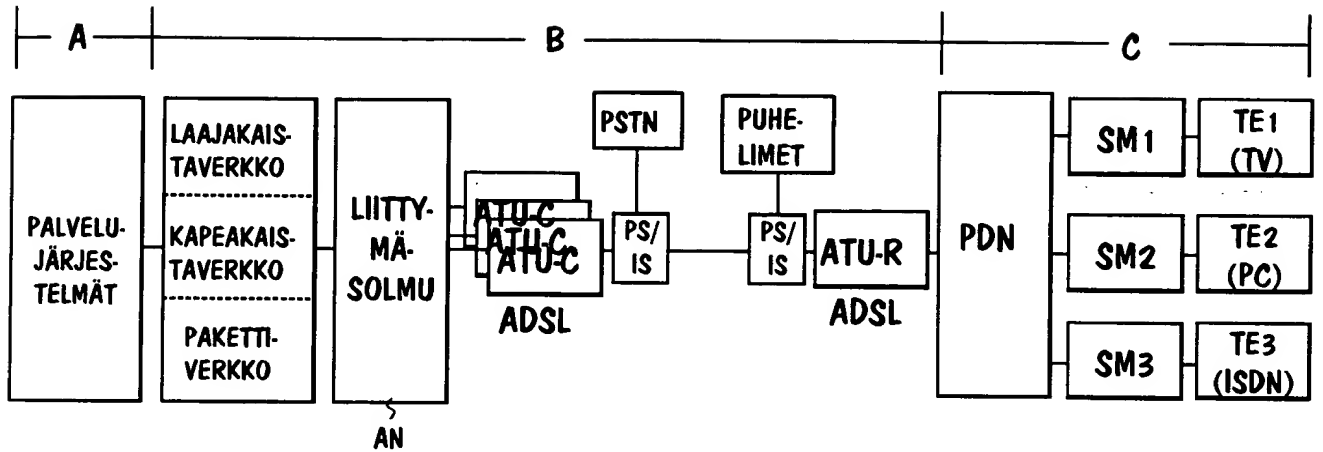 A
B
C
PALVELU-
JÄRJES-
TELMÄT
LAAJAKAIS-
TAVERKKO
KAPEAKAIS-
TAVERKKO
PAKETTI-
VERKKO
LIITTY-
MÄ-
SOLMU
AN
ATU-C
ATU-C
ATU-C
ADSL
PSTN
PS/
IS
PUHE-
LIMET
PS/
IS
ATU-R
ADSL
PDN
SM1
TE1
(TV)
SM2
TE2
(PC)
SM3
TE3
(ISDN)